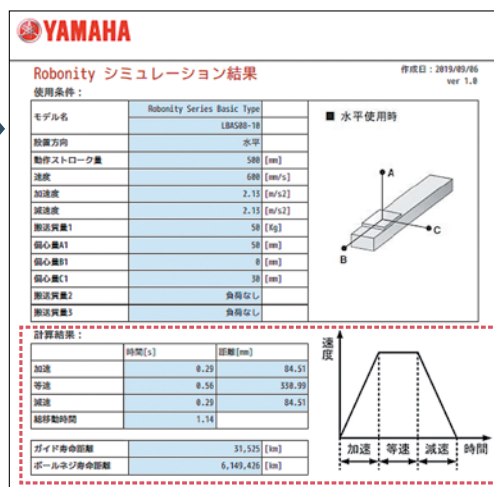 YAMAHA
Robonity シミュレーション結果
作成日：2019/09/06
ver 1.0
使用条件：
モデル名 Robonity Series Basic Type
LBAS08-10
設置方向 水平
動作ストローク量 500 [mm]
速度 600 [mm/s]
加速度 2.13 [m/s2]
減速度 2.13 [m/s2]
搬送質量1 50 [Kg]
偏心量A1 50 [mm]
偏心量B1 0 [mm]
偏心量C1 30 [mm]
搬送質量2 負荷なし
搬送質量3 負荷なし
■ 水平使用時
A
C
B
計算結果：
時間[s] 距離[mm]
加速 0.29 84.51
等速 0.56 330.99
減速 0.29 84.51
総移動時間 1.14
ガイド寿命距離 31,525 [km]
ボールネジ寿命距離 6,149,426 [km]
速度
加速 等速 減速 時間